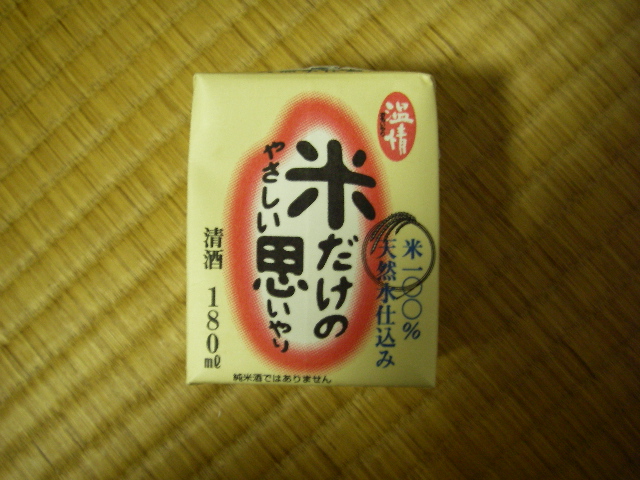 温情
米だけの
やさしい思いやり
米一〇〇%
天然水仕込み
清酒 180mℓ
純米酒ではありません